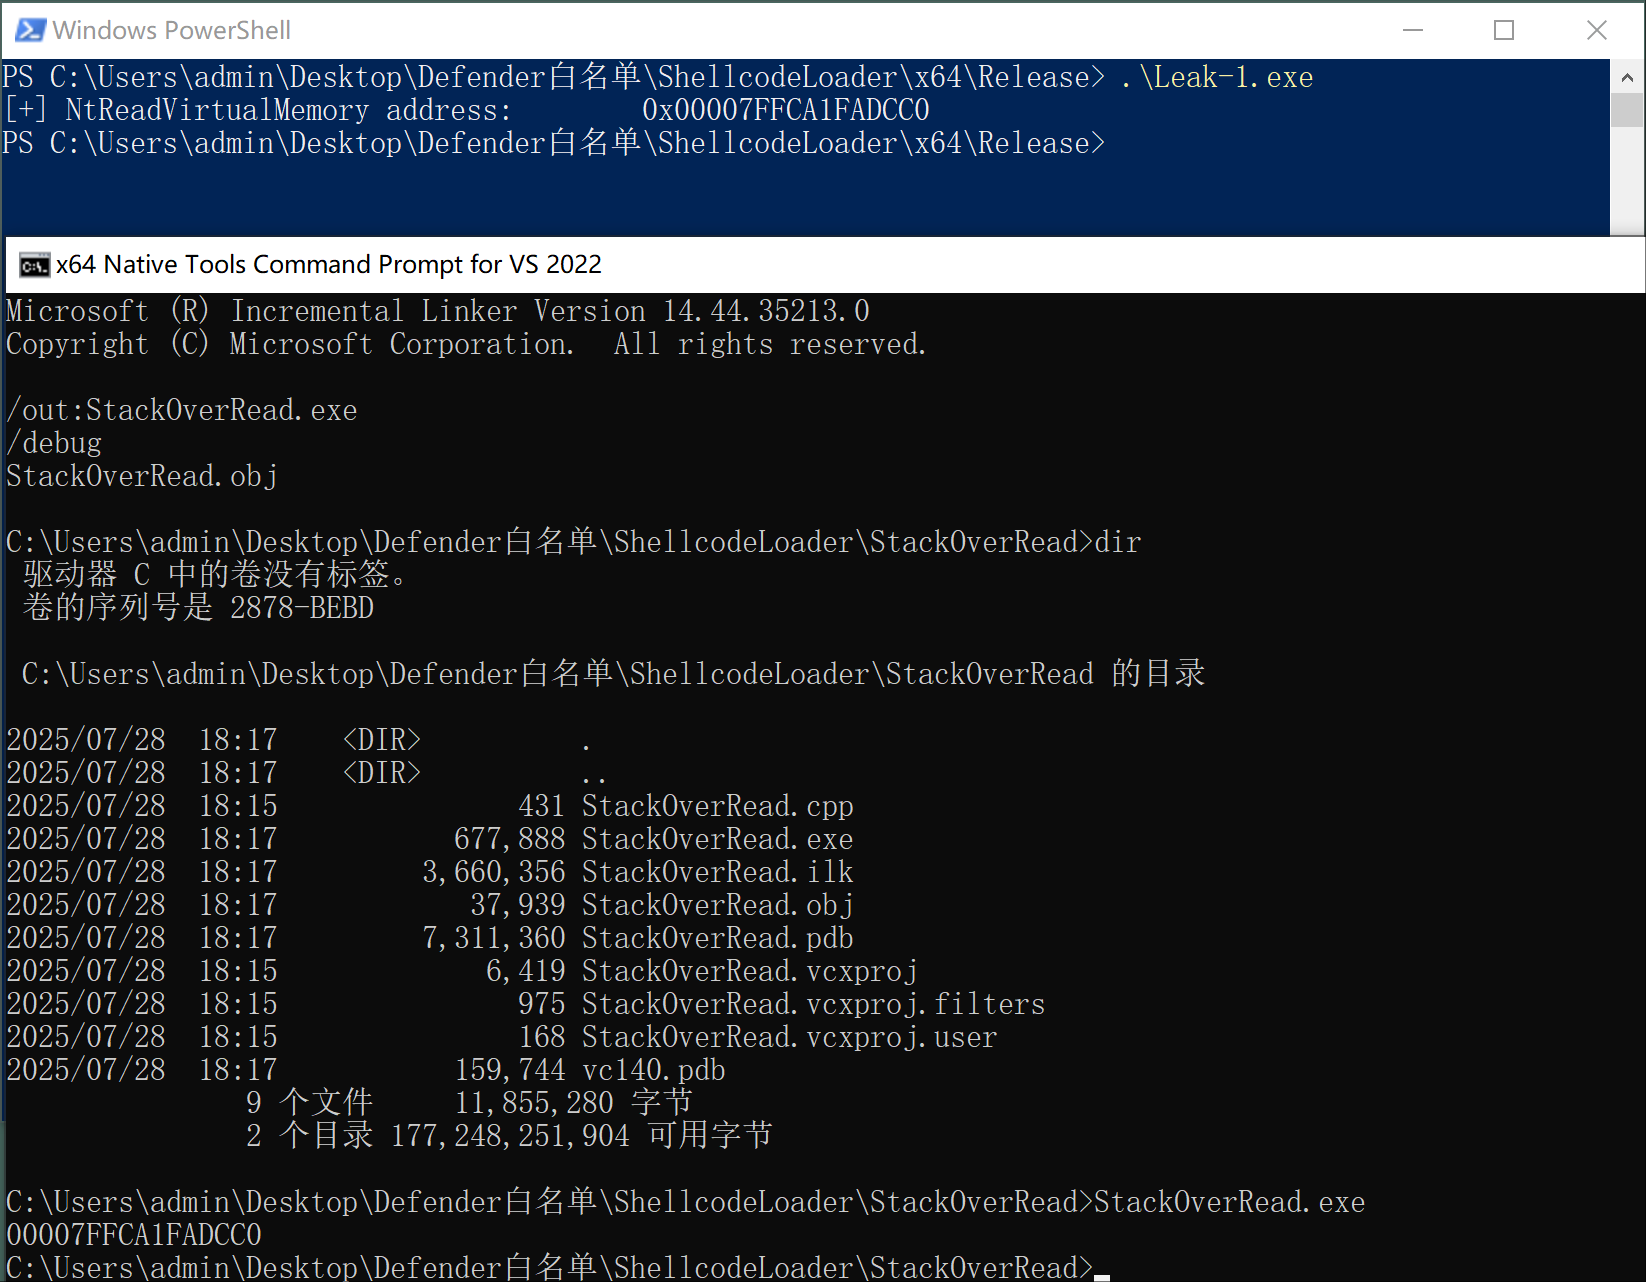 Windows PowerShell
PS C:\Users\admin\Desktop\Defender白名单\ShellcodeLoader\x64\Release> .\Leak-1.exe
[+] NtReadVirtualMemory address:        0x00007FFCA1FADCC0
PS C:\Users\admin\Desktop\Defender白名单\ShellcodeLoader\x64\Release>
x64 Native Tools Command Prompt for VS 2022
Microsoft (R) Incremental Linker Version 14.44.35213.0
Copyright (C) Microsoft Corporation.  All rights reserved.
/out:StackOverRead.exe
/debug
StackOverRead.obj
C:\Users\admin\Desktop\Defender白名单\ShellcodeLoader\StackOverRead>dir
 驱动器 C 中的卷没有标签。
 卷的序列号是 2878-BEBD
 C:\Users\admin\Desktop\Defender白名单\ShellcodeLoader\StackOverRead 的目录
2025/07/28  18:17    <DIR>          .
2025/07/28  18:17    <DIR>          ..
2025/07/28  18:15               431 StackOverRead.cpp
2025/07/28  18:17           677,888 StackOverRead.exe
2025/07/28  18:17         3,660,356 StackOverRead.ilk
2025/07/28  18:17            37,939 StackOverRead.obj
2025/07/28  18:17         7,311,360 StackOverRead.pdb
2025/07/28  18:15             6,419 StackOverRead.vcxproj
2025/07/28  18:15               975 StackOverRead.vcxproj.filters
2025/07/28  18:15               168 StackOverRead.vcxproj.user
2025/07/28  18:17           159,744 vc140.pdb
               9 个文件     11,855,280 字节
               2 个目录 177,248,251,904 可用字节
C:\Users\admin\Desktop\Defender白名单\ShellcodeLoader\StackOverRead>StackOverRead.exe
00007FFCA1FADCC0
C:\Users\admin\Desktop\Defender白名单\ShellcodeLoader\StackOverRead>